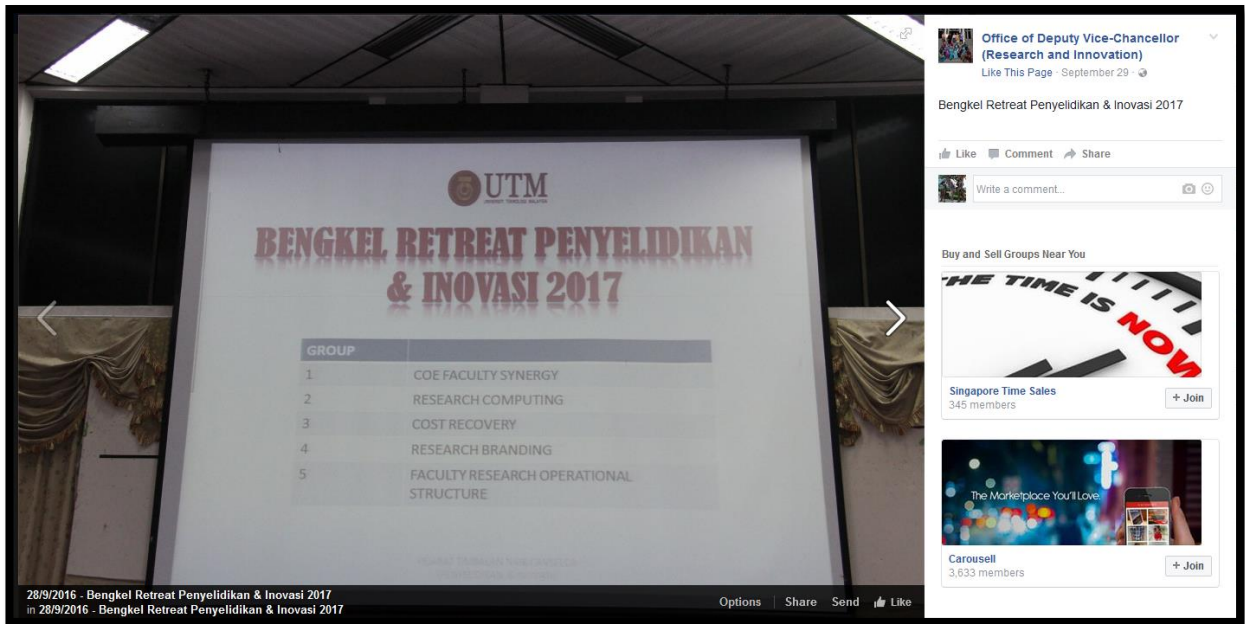 UTM
UNIVERSITI TEKNOLOGI MALAYSIA
BENGKEL RETREAT PENYELIDIKAN
& INOVASI 2017
GROUP
1 COE FACULTY SYNERGY
2 RESEARCH COMPUTING
3 COST RECOVERY
4 RESEARCH BRANDING
5 FACULTY RESEARCH OPERATIONAL
STRUCTURE
28/9/2016 - Bengkel Retreat Penyelidikan & Inovasi 2017
in 28/9/2016 - Bengkel Retreat Penyelidikan & Inovasi 2017
Options Share Send Like
Office of Deputy Vice-Chancellor
(Research and Innovation)
Like This Page · September 29 ·
Bengkel Retreat Penyelidikan & Inovasi 2017
Like Comment Share
Write a comment...
Buy and Sell Groups Near You
THE TIME IS NOW
Singapore Time Sales
345 members
+ Join
The Marketplace You'll Love.
Carousell
3,633 members
+ Join